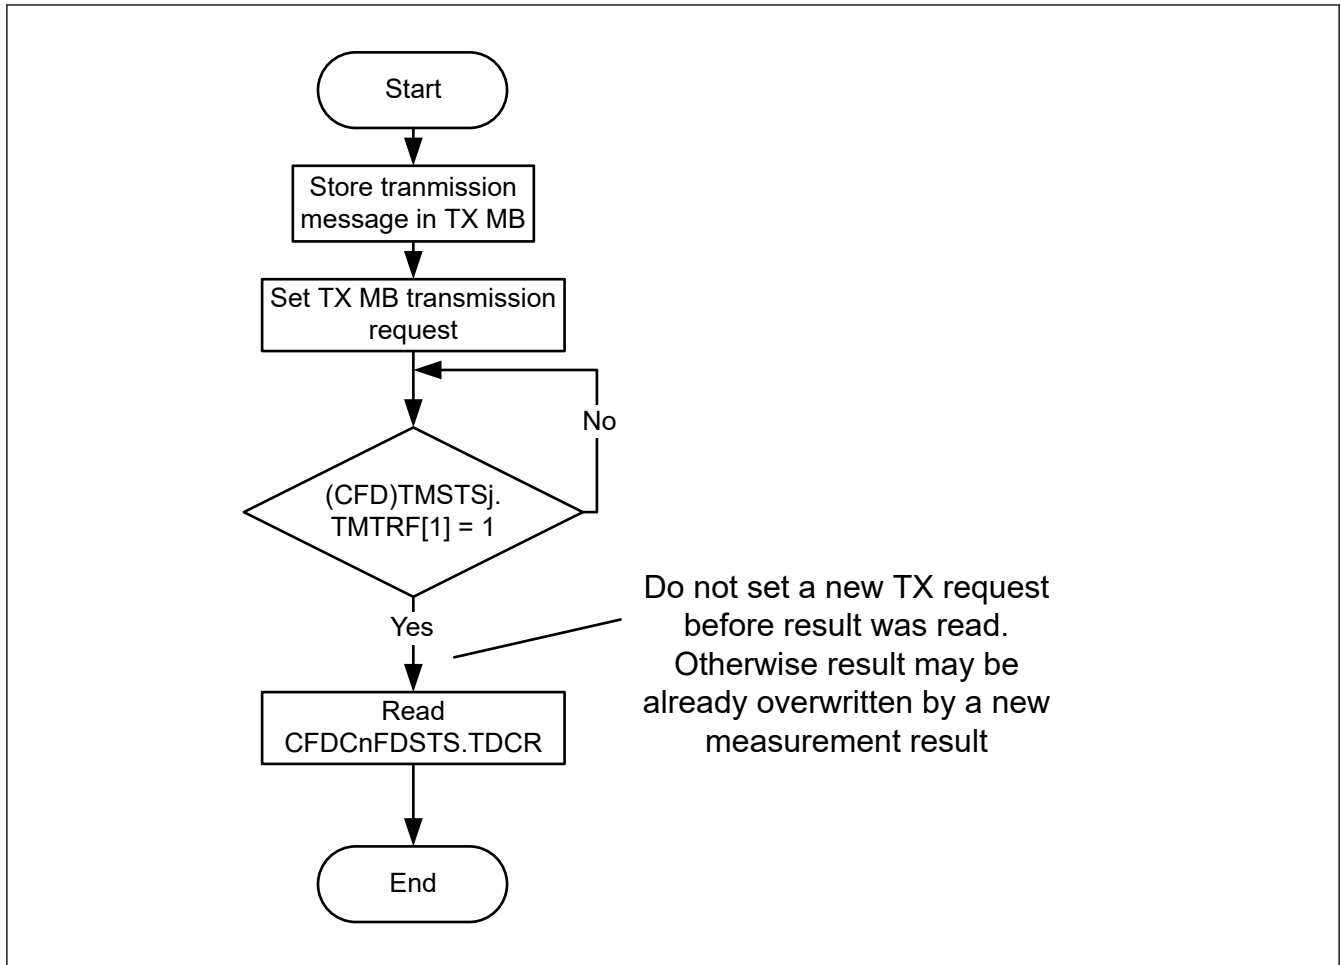 Start
Store tranmission
message in TX MB
Set TX MB transmission
request
No
(CFD)TMSTSj.
TMTRF[1] = 1
Yes
Do not set a new TX request
before result was read.
Otherwise result may be
already overwritten by a new
measurement result
Read
CFDCnFDSTS.TDCR
End